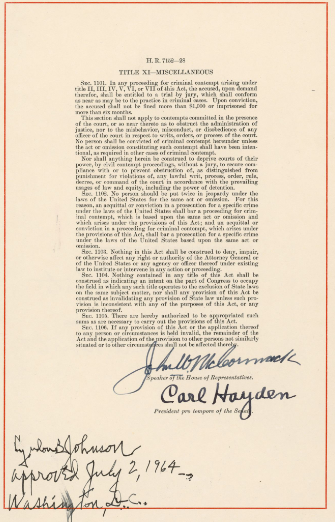 H. R. 7152—28
TITLE XI—MISCELLANEOUS
SEC. 1101. In any proceeding for criminal contempt arising under
title II, III, IV, V, VI, or VII of this Act, the accused, upon demand
therefor, shall be entitled to a trial by jury, which shall conform
as near as may be to the practice in criminal cases. Upon conviction,
the accused shall not be fined more than $1,000 or imprisoned for
more than six months.
This section shall not apply to contempts committed in the presence
of the court, or so near thereto as to obstruct the administration of
justice, nor to the misbehavior, misconduct, or disobedience of any
officer of the court in respect to writs, orders, or process of the court.
No person shall be convicted of criminal contempt hereunder unless
the act or omission constituting such contempt shall have been inten-
tional, as required in other cases of criminal contempt.
Nor shall anything herein be construed to deprive courts of their
power, by civil contempt proceedings, without a jury, to secure com-
pliance with or to prevent obstruction of, as distinguished from
punishment for violations of, any lawful writ, process, order, rule,
decree, or command of the court in accordance with the prevailing
usages of law and equity, including the power of detention.
SEC. 1102. No person should be put twice in jeopardy under the
laws of the United States for the same act or omission. For this
reason, an acquittal or conviction in a prosecution for a specific crime
under the laws of the United States shall bar a proceeding for crimi-
nal contempt, which is based upon the same act or omission and
which arises under the provisions of this Act; and an acquittal or
conviction in a proceeding for criminal contempt, which arises under
the provisions of this Act, shall bar a prosecution for a specific crime
under the laws of the United States based upon the same act or
omission.
SEC. 1103. Nothing in this Act shall be construed to deny, impair,
or otherwise affect any right or authority of the Attorney General or
of the United States or any agency or officer thereof under existing
law to institute or intervene in any action or proceeding.
SEC. 1104. Nothing contained in any title of this Act shall be
construed as indicating an intent on the part of Congress to occupy
the field in which any such title operates to the exclusion of State laws
on the same subject matter, nor shall any provision of this Act be
construed as invalidating any provision of State law unless such pro-
vision is inconsistent with any of the purposes of this Act, or any
provision thereof.
SEC. 1105. There are hereby authorized to be appropriated such
sums as are necessary to carry out the provisions of this Act.
SEC. 1106. If any provision of this Act or the application thereof
to any person or circumstances is held invalid, the remainder of
the Act and the application of the provision to other persons not similarly
situated or to other circumstances shall not be affected thereby.
John W McCormack
Speaker of the House of Representatives.
Carl Hayden
President pro tempore of the Senate.
Lyndon B Johnson
approved July 2, 1964
Washington, D.C.